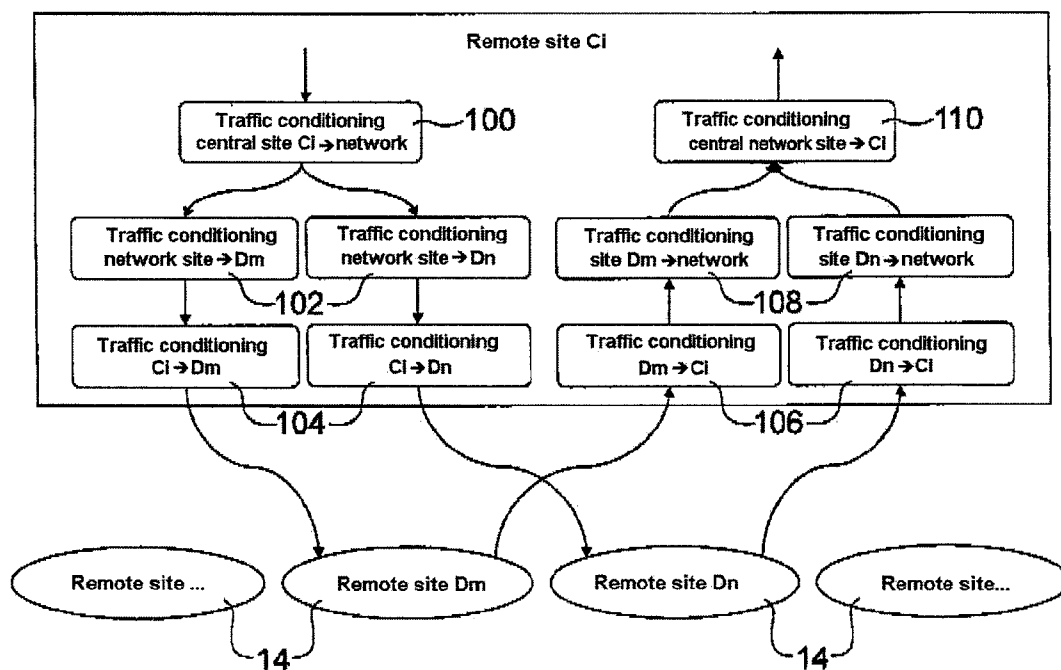 Remote site Ci
Traffic conditioning
central site Ci→network
100
Traffic conditioning
central network site→Ci
110
Traffic conditioning
network site→Dm
Traffic conditioning
network site→Dn
102
Traffic conditioning
site Dm→network
Traffic conditioning
site Dn→network
108
Traffic conditioning
Ci→Dm
Traffic conditioning
Ci→Dn
104
Traffic conditioning
Dm→Ci
Traffic conditioning
Dn→Ci
106
Remote site ...
Remote site Dm
Remote site Dn
Remote site...
14
14